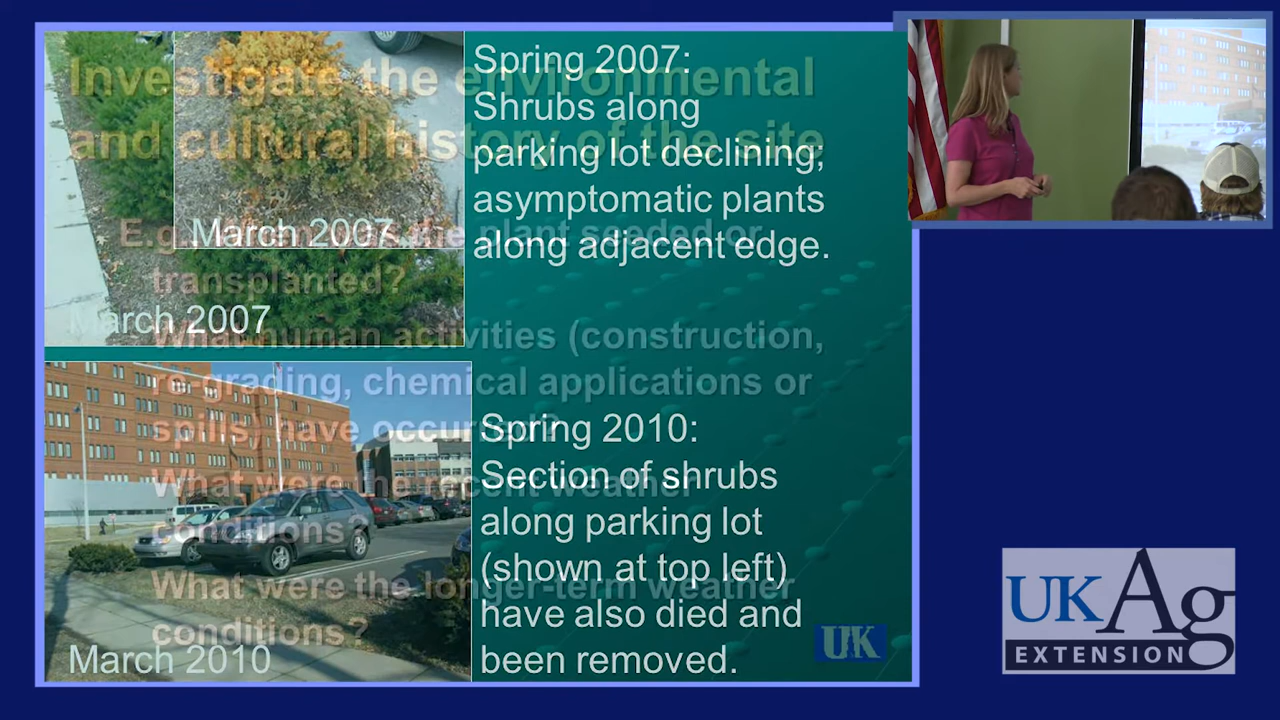 Investigate the environmental
and cultural history of the site
transplanted?
What human activities (construction,
re-grading, chemical applications or
spills) have occurred?
What were the recent weather
conditions?
What were the longer-term weather
conditions?
March 2007
March 2007
March 2010
Spring 2007:
Shrubs along
parking lot declining;
asymptomatic plants
along adjacent edge.
Spring 2010:
Section of shrubs
along parking lot
(shown at top left)
have also died and
been removed.
UK
UKAg
EXTENSION